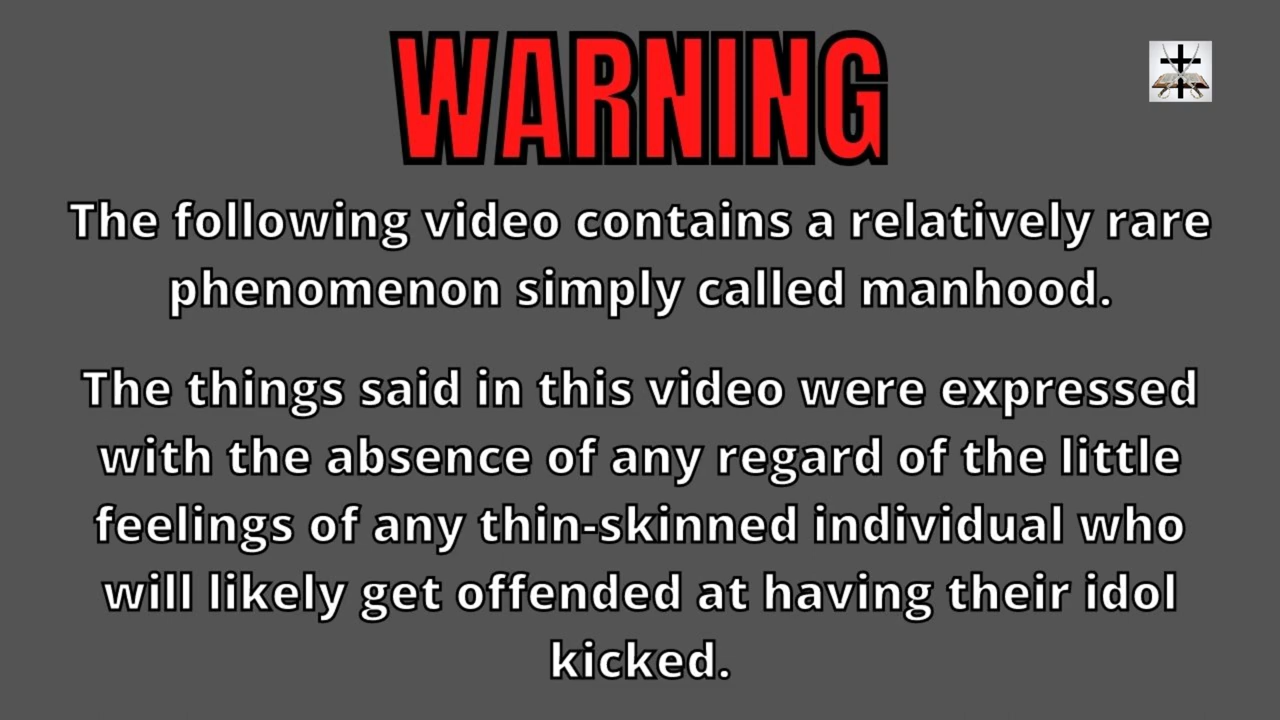 WARNING
The following video contains a relatively rare
phenomenon simply called manhood.
The things said in this video were expressed
with the absence of any regard of the little
feelings of any thin-skinned individual who
will likely get offended at having their idol
kicked.